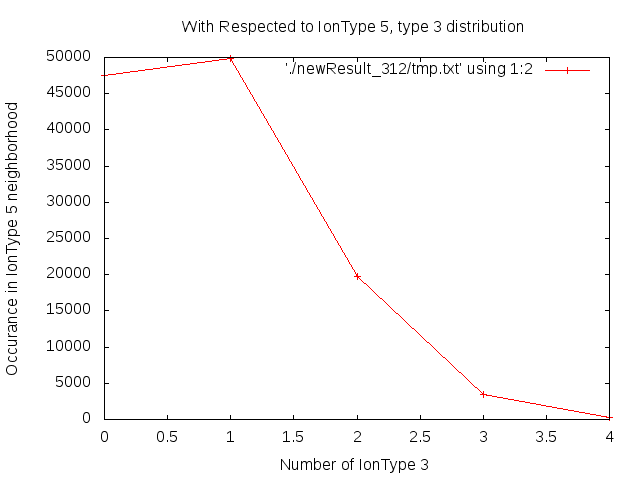 With Respected to IonType 5, type 3 distribution
50000
45000
40000
35000
30000
25000
20000
15000
10000
5000
0
Occurance in IonType 5 neighborhood
'./newResult_312/tmp.txt' using 1:2
0 0.5 1 1.5 2 2.5 3 3.5 4
Number of IonType 3